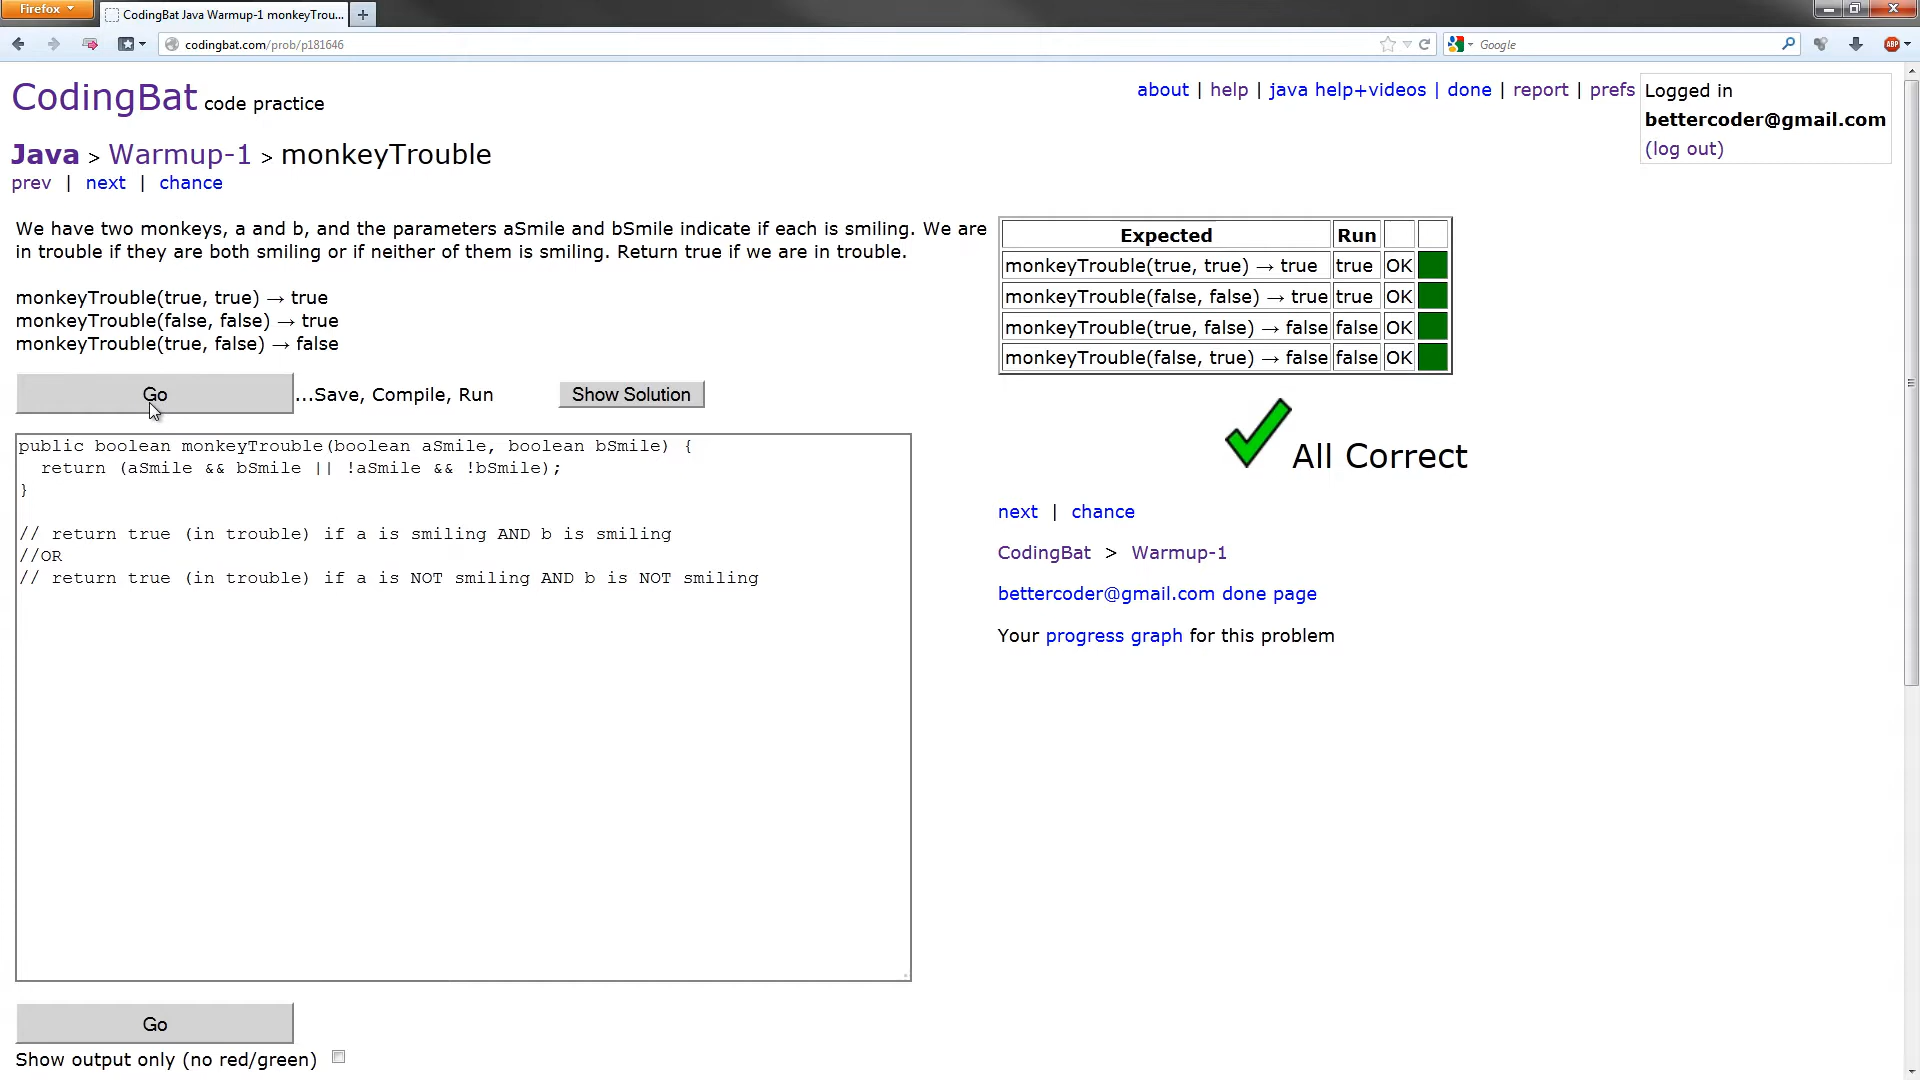 Firefox
CodingBat Java Warmup-1 monkeyTrou...
codingbat.com/prob/p181646
Google
ABP
CodingBat code practice
about | help | java help+videos | done | report | prefs
Logged in
bettercoder@gmail.com
(log out)
Java > Warmup-1 > monkeyTrouble
prev | next | chance
We have two monkeys, a and b, and the parameters aSmile and bSmile indicate if each is smiling. We are
in trouble if they are both smiling or if neither of them is smiling. Return true if we are in trouble.
monkeyTrouble(true, true) → true
monkeyTrouble(false, false) → true
monkeyTrouble(true, false) → false
Go ...Save, Compile, Run Show Solution
public boolean monkeyTrouble(boolean aSmile, boolean bSmile) {
return (aSmile && bSmile || !aSmile && !bSmile);
}
// return true (in trouble) if a is smiling AND b is smiling
//OR
// return true (in trouble) if a is NOT smiling AND b is NOT smiling
Go
Show output only (no red/green)
Expected Run
monkeyTrouble(true, true) → true true OK
monkeyTrouble(false, false) → true true OK
monkeyTrouble(true, false) → false false OK
monkeyTrouble(false, true) → false false OK
All Correct
next | chance
CodingBat > Warmup-1
bettercoder@gmail.com done page
Your progress graph for this problem